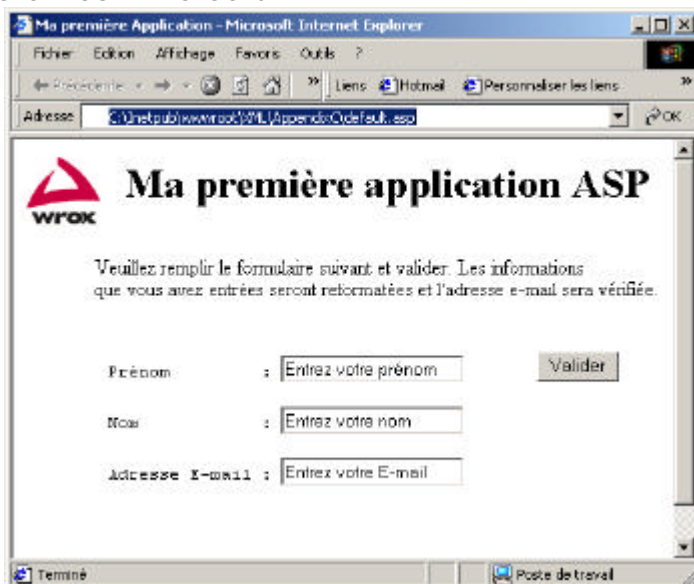 Ma première Application - Microsoft Internet Explorer
Fichier Edition Affichage Favoris Outils ?
Précédente » Liens Hotmail Personnaliser les liens »
Adresse C:\Inetpub\wwwroot\XML\AppendixC\default.asp OK
wrox
Ma première application ASP
Veuillez remplir le formulaire suivant et valider. Les informations
que vous avez entrées seront reformatées et l'adresse e-mail sera vérifiée.
Prénom : Entrez votre prénom Valider
Nom : Entrez votre nom
Adresse E-mail : Entrez votre E-mail
Terminé Poste de travail